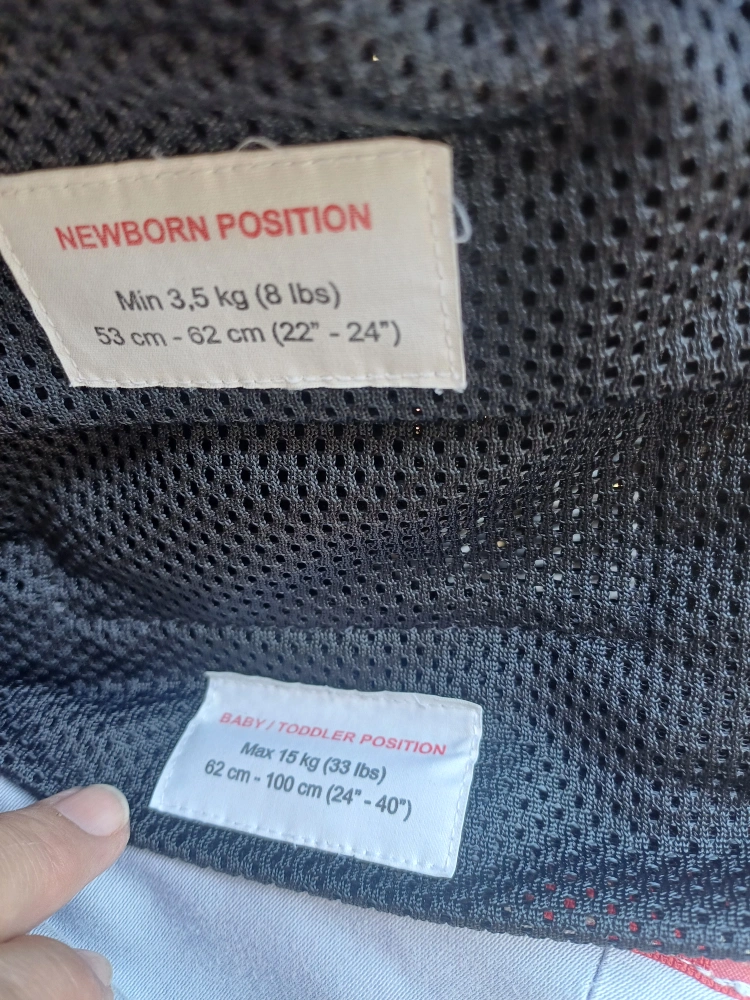 NEWBORN POSITION
Min 3,5 kg (8 lbs)
53 cm - 62 cm (22" - 24")
BABY / TODDLER POSITION
Max 15 kg (33 lbs)
62 cm - 100 cm (24" - 40")